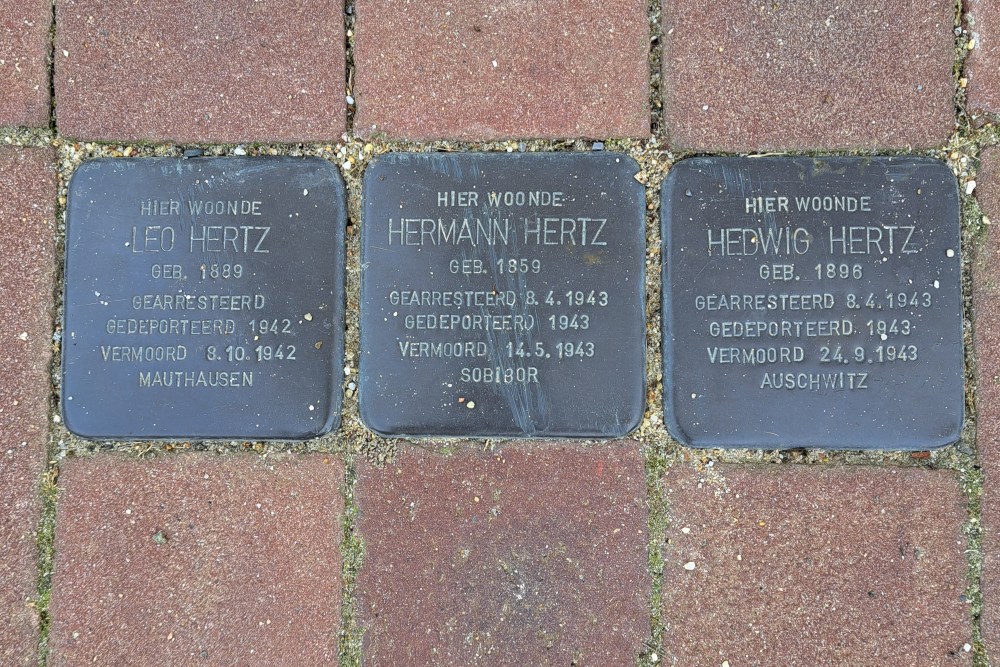 HIER WOONDE
LEO HERTZ
GEB. 1889
GEARRESTEERD
GEDEPORTEERD 1942
VERMOORD 8.10.1942
MAUTHAUSEN
HIER WOONDE
HERMANN HERTZ
GEB. 1859
GEARRESTEERD 8.4.1943
GEDEPORTEERD 1943
VERMOORD 14.5.1943
SOBIBOR
HIER WOONDE
HEDWIG HERTZ
GEB. 1896
GEARRESTEERD 8.4.1943
GEDEPORTEERD 1943
VERMOORD 24.9.1943
AUSCHWITZ